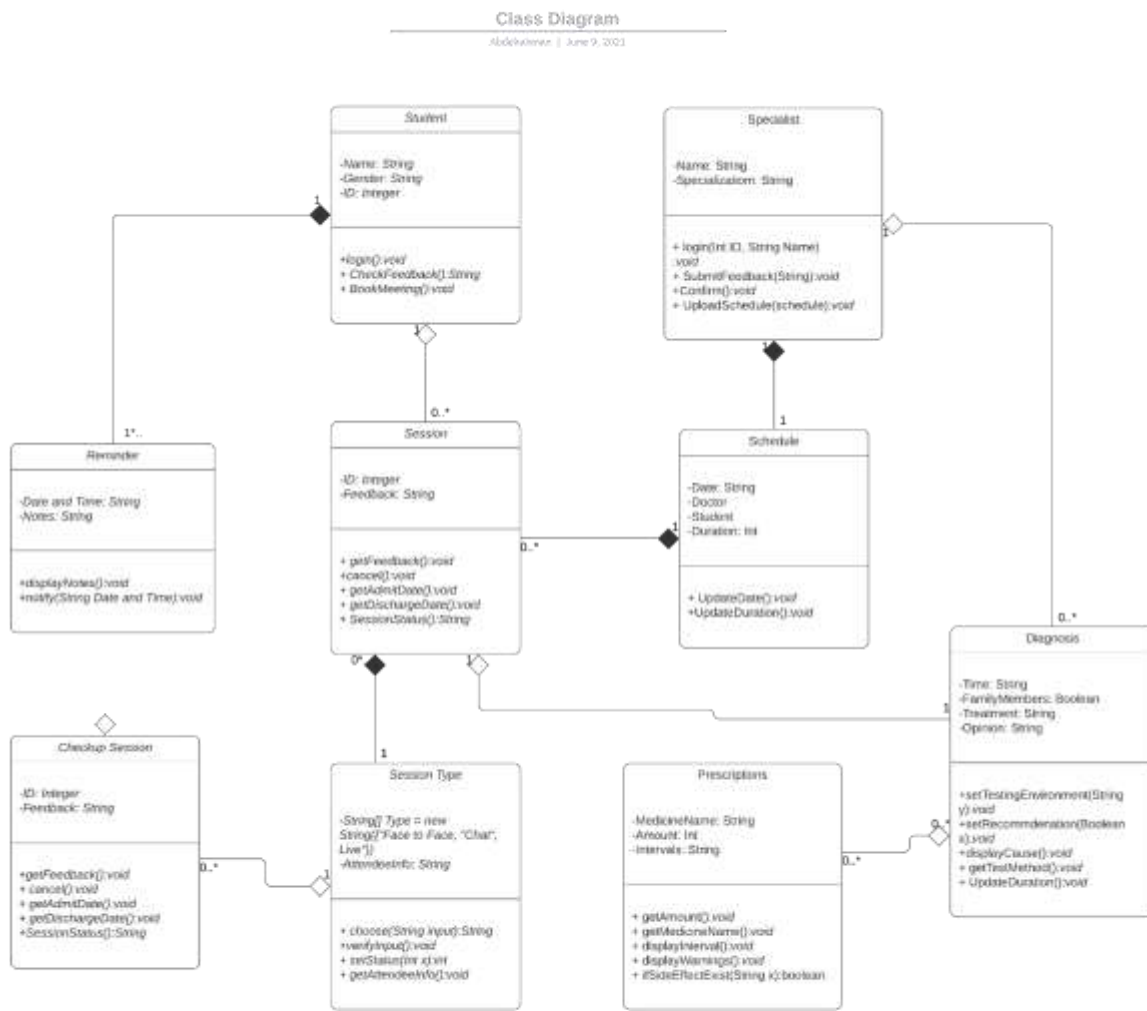 Class Diagram
June 9, 2021
Student
-Name: String
-Gender: String
-ID: Integer
+login():void
+ CheckFeedback():String
+ BookMeeting():void
1
1
Specialist
-Name: String
-Specialization: String
+ login(Int ID, String Name)
:void
+ SubmitFeedback(String):void
+Confirm():void
+ UploadSchedule(schedule):void
1
1
1*..
Reminder
-Date and Time: String
-Notes: String
+displayNotes():void
+notify(String Date and Time):void
0..*
Session
-ID: Integer
-Feedback: String
+ getFeedback():void
+cancel():void
+ getAdmitDate():void
+ getDischargeDate():void
+ SessionStatus():String
0..*
0*
1
1
Schedule
-Date: String
-Doctor
-Student
-Duration: Int
+ UpdateDate():void
+UpdateDuration():void
1
0..*
Diagnosis
-Time: String
-FamilyMembers: Boolean
-Treatment: String
-Opinion: String
+setTestingEnvironment(String
y):void
+setRecommdenation(Boolean
x):void
+displayCause():void
+ getTestMethod():void
+ UpdateDuration():void
1
0..*
Checkup Session
-ID: Integer
-Feedback: String
+getFeedback():void
+ cancel():void
+ getAdmitDate():void
+ getDischargeDate():void
+SessionStatus():String
0..*
1
Session Type
-String[] Type = new
String({"Face to Face, "Chat",
Live"})
-AttendeeInfo: String
+ choose(String input):String
+verifyInput():void
+ setStatus(Int x):int
+ getAttendeeInfo():void
1
Prescriptions
-MedicineName: String
-Amount: Int
-Intervals: String
+ getAmount():void
+ getMedicineName():void
+ displayInterval():void
+ displayWarnings():void
+ ifSideEffectExist(String x):boolean
0..*